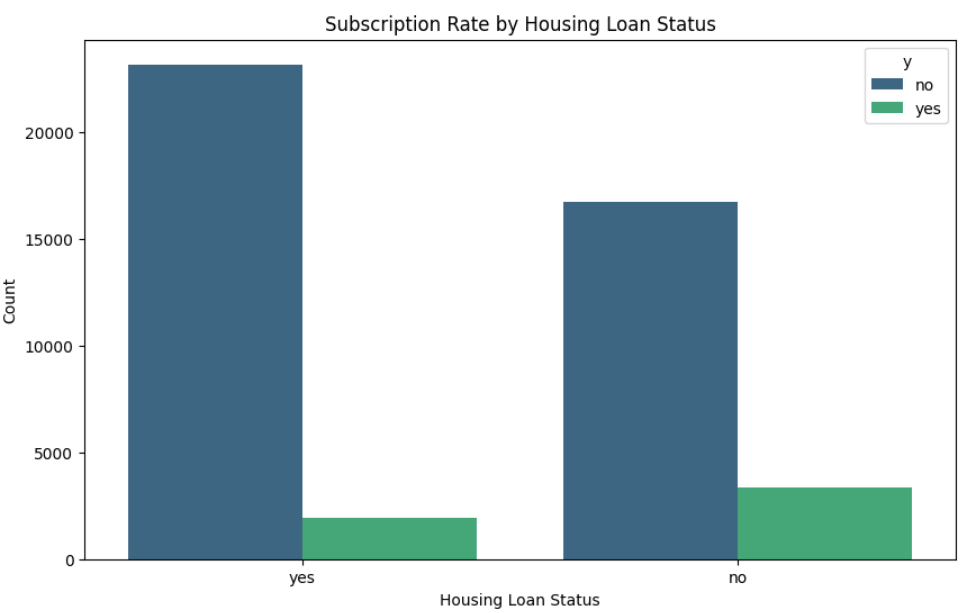 Subscription Rate by Housing Loan Status
y
no
yes
20000
15000
10000
5000
0
Count
yes
no
Housing Loan Status